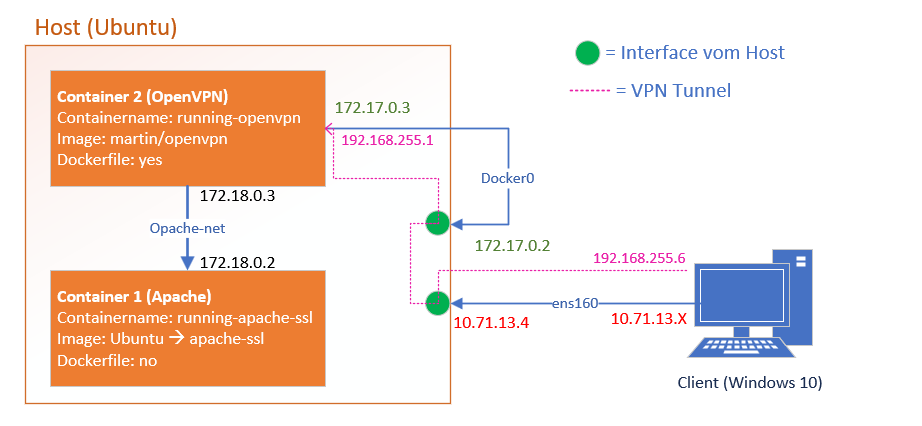 Host (Ubuntu)
= Interface vom Host
= VPN Tunnel
Container 2 (OpenVPN)
Containername: running-openvpn
Image: martin/openvpn
Dockerfile: yes
172.17.0.3
192.168.255.1
Docker0
172.18.0.3
Opache-net
172.18.0.2
172.17.0.2
192.168.255.6
Container 1 (Apache)
Containername: running-apache-ssl
Image: Ubuntu → apache-ssl
Dockerfile: no
ens160
10.71.13.4
10.71.13.X
Client (Windows 10)